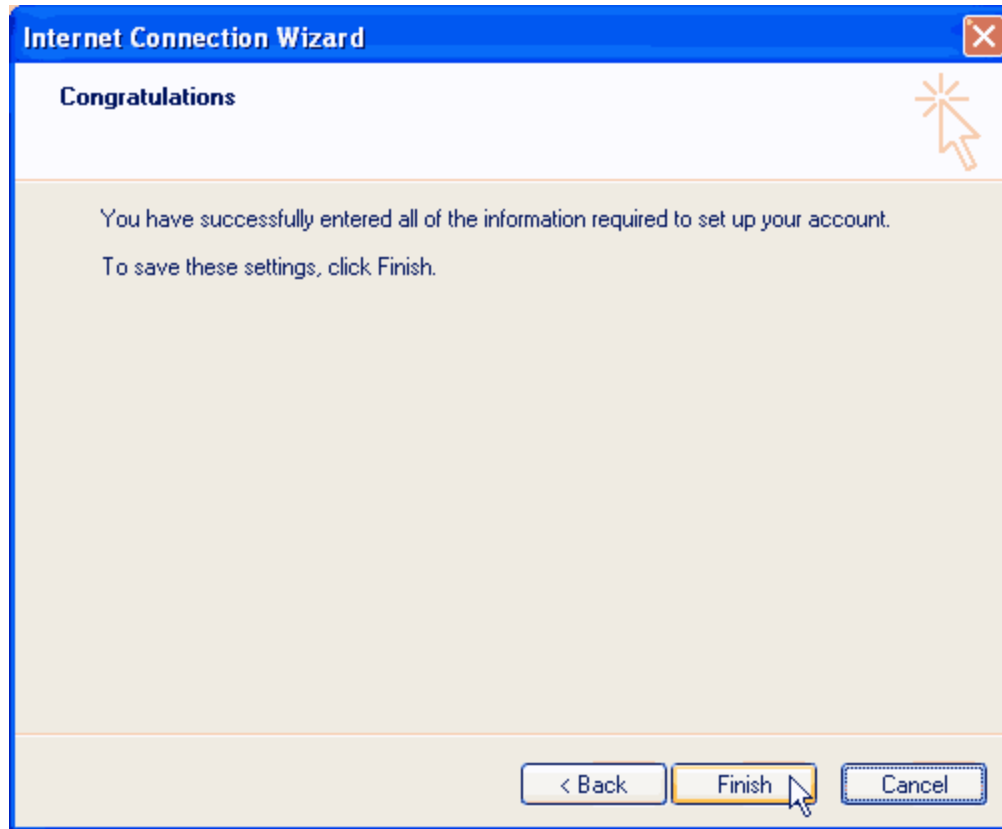 Internet Connection Wizard
Congratulations
You have successfully entered all of the information required to set up your account.
To save these settings, click Finish.
< Back Finish Cancel